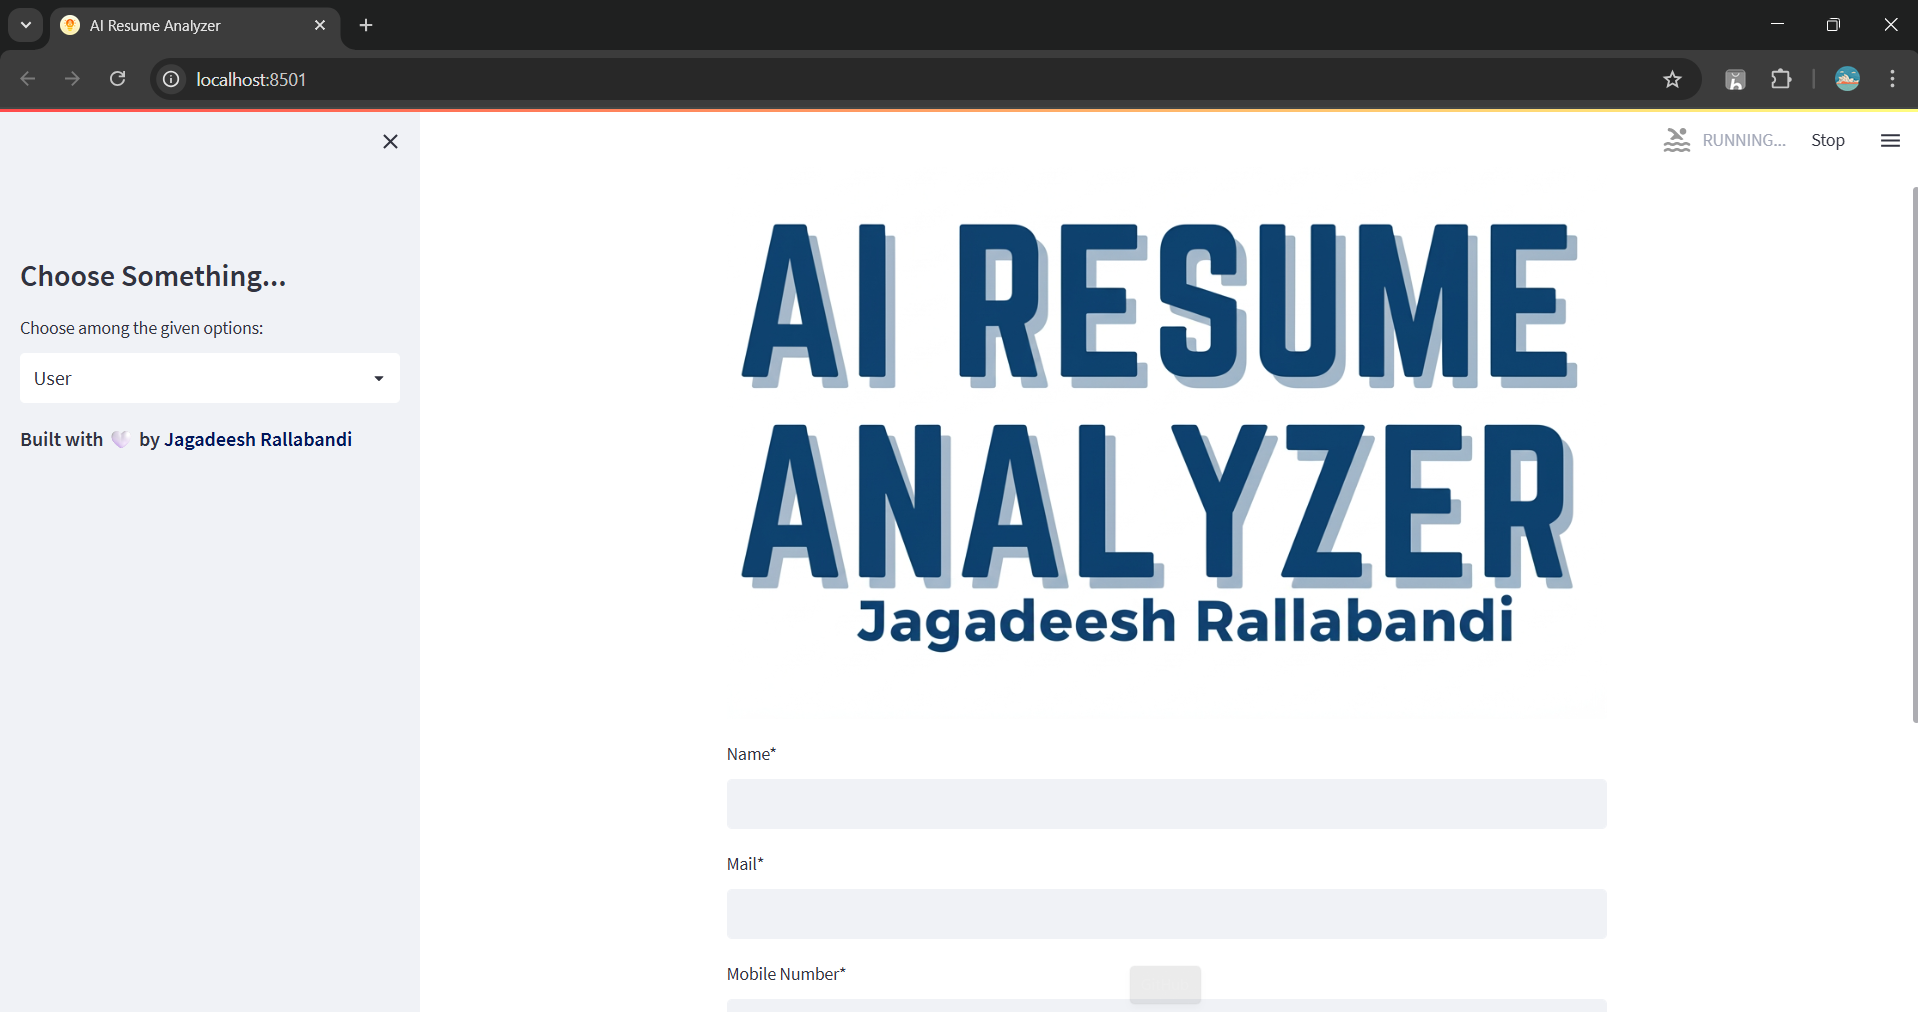 AI Resume Analyzer
localhost:8501
RUNNING...
Stop
Choose Something...
Choose among the given options:
User
Built with 🤍 by Jagadeesh Rallabandi
AI RESUME
ANALYZER
Jagadeesh Rallabandi
Name*
Mail*
Mobile Number*